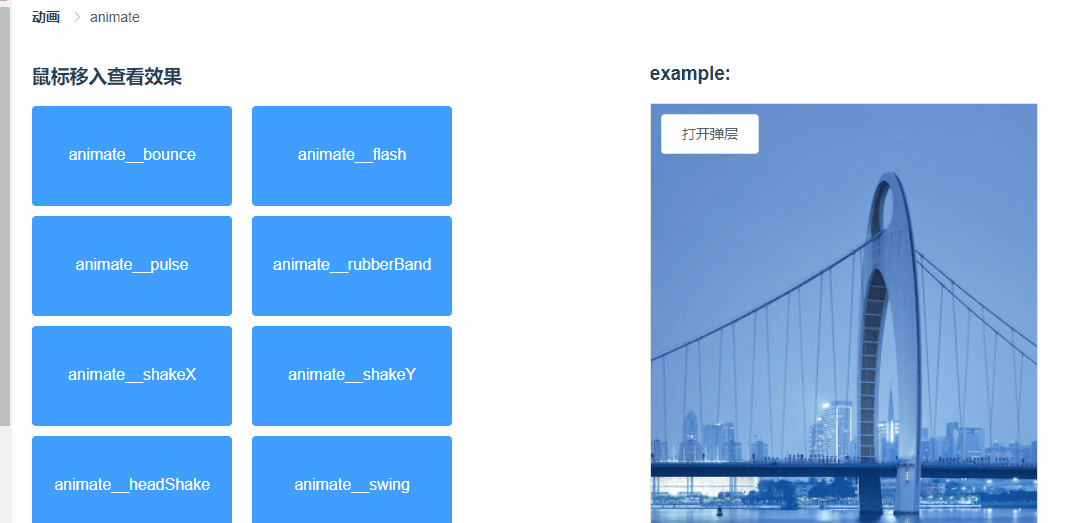 动画 > animate
鼠标移入查看效果
animate__bounce
animate__flash
animate__pulse
animate__rubberBand
animate__shakeX
animate__shakeY
animate__headShake
animate__swing
example:
打开弹层